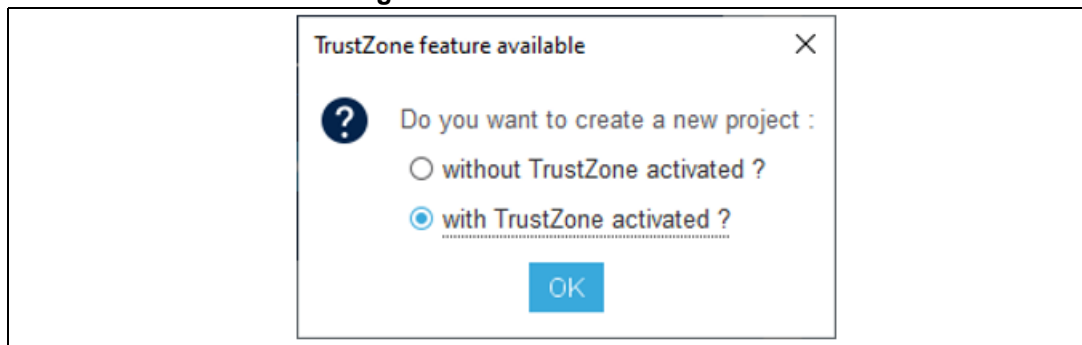 TrustZone feature available
Do you want to create a new project :
without TrustZone activated ?
with TrustZone activated ?
OK